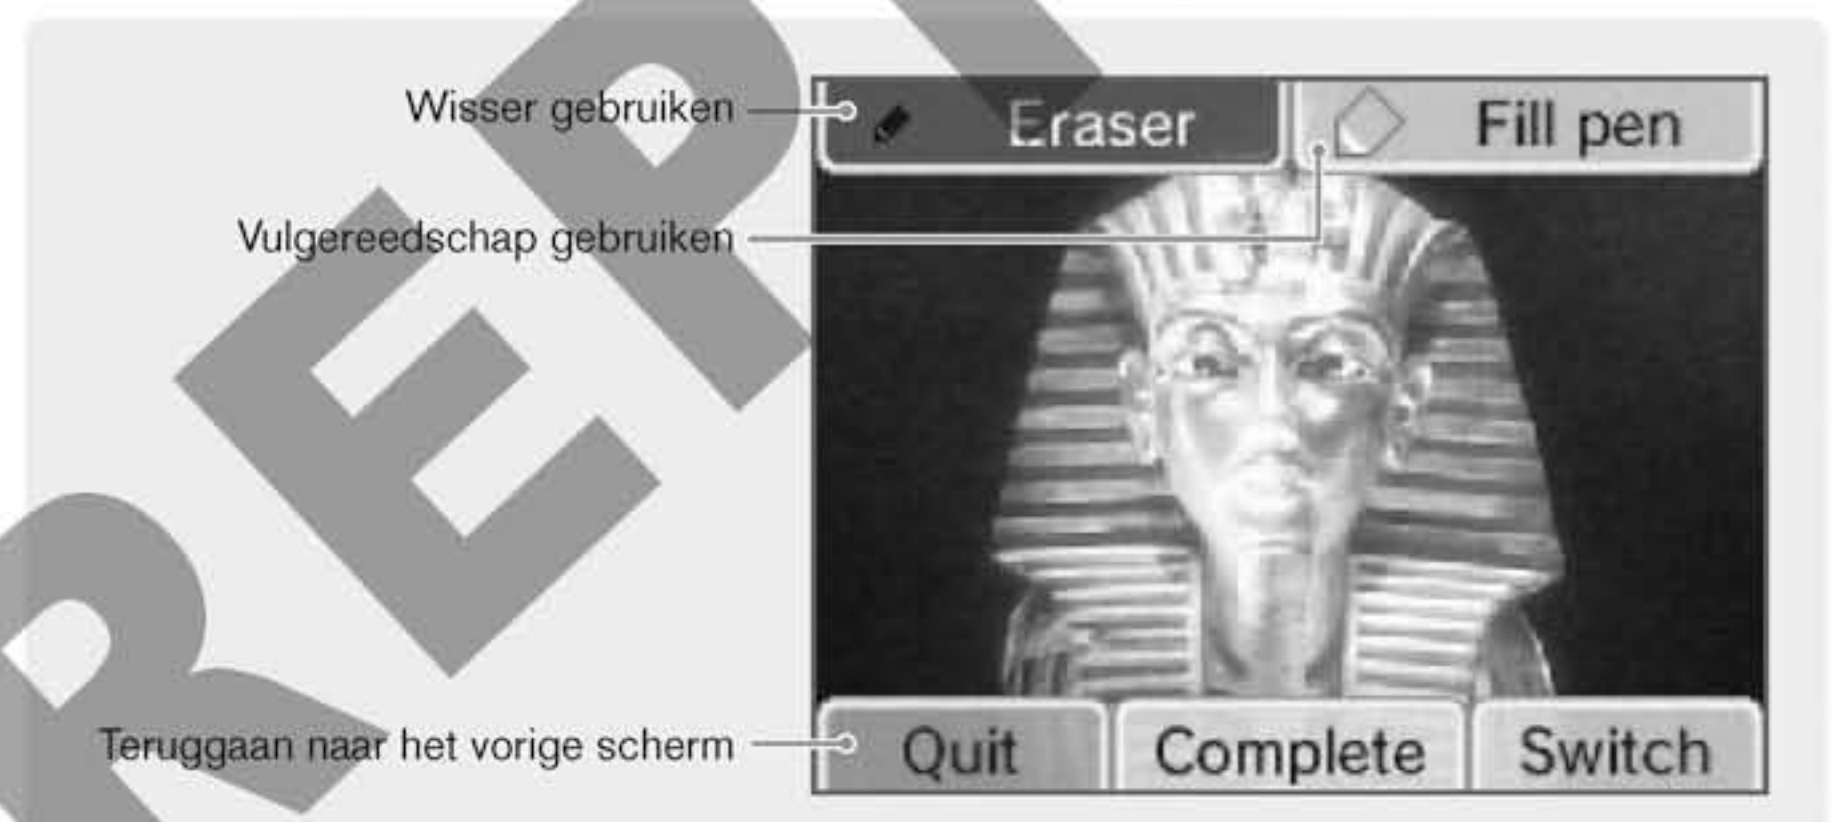 Wisser gebruiken
Eraser
Fill pen
Vulgereedschap gebruiken
Teruggaan naar het vorige scherm
Quit
Complete
Switch